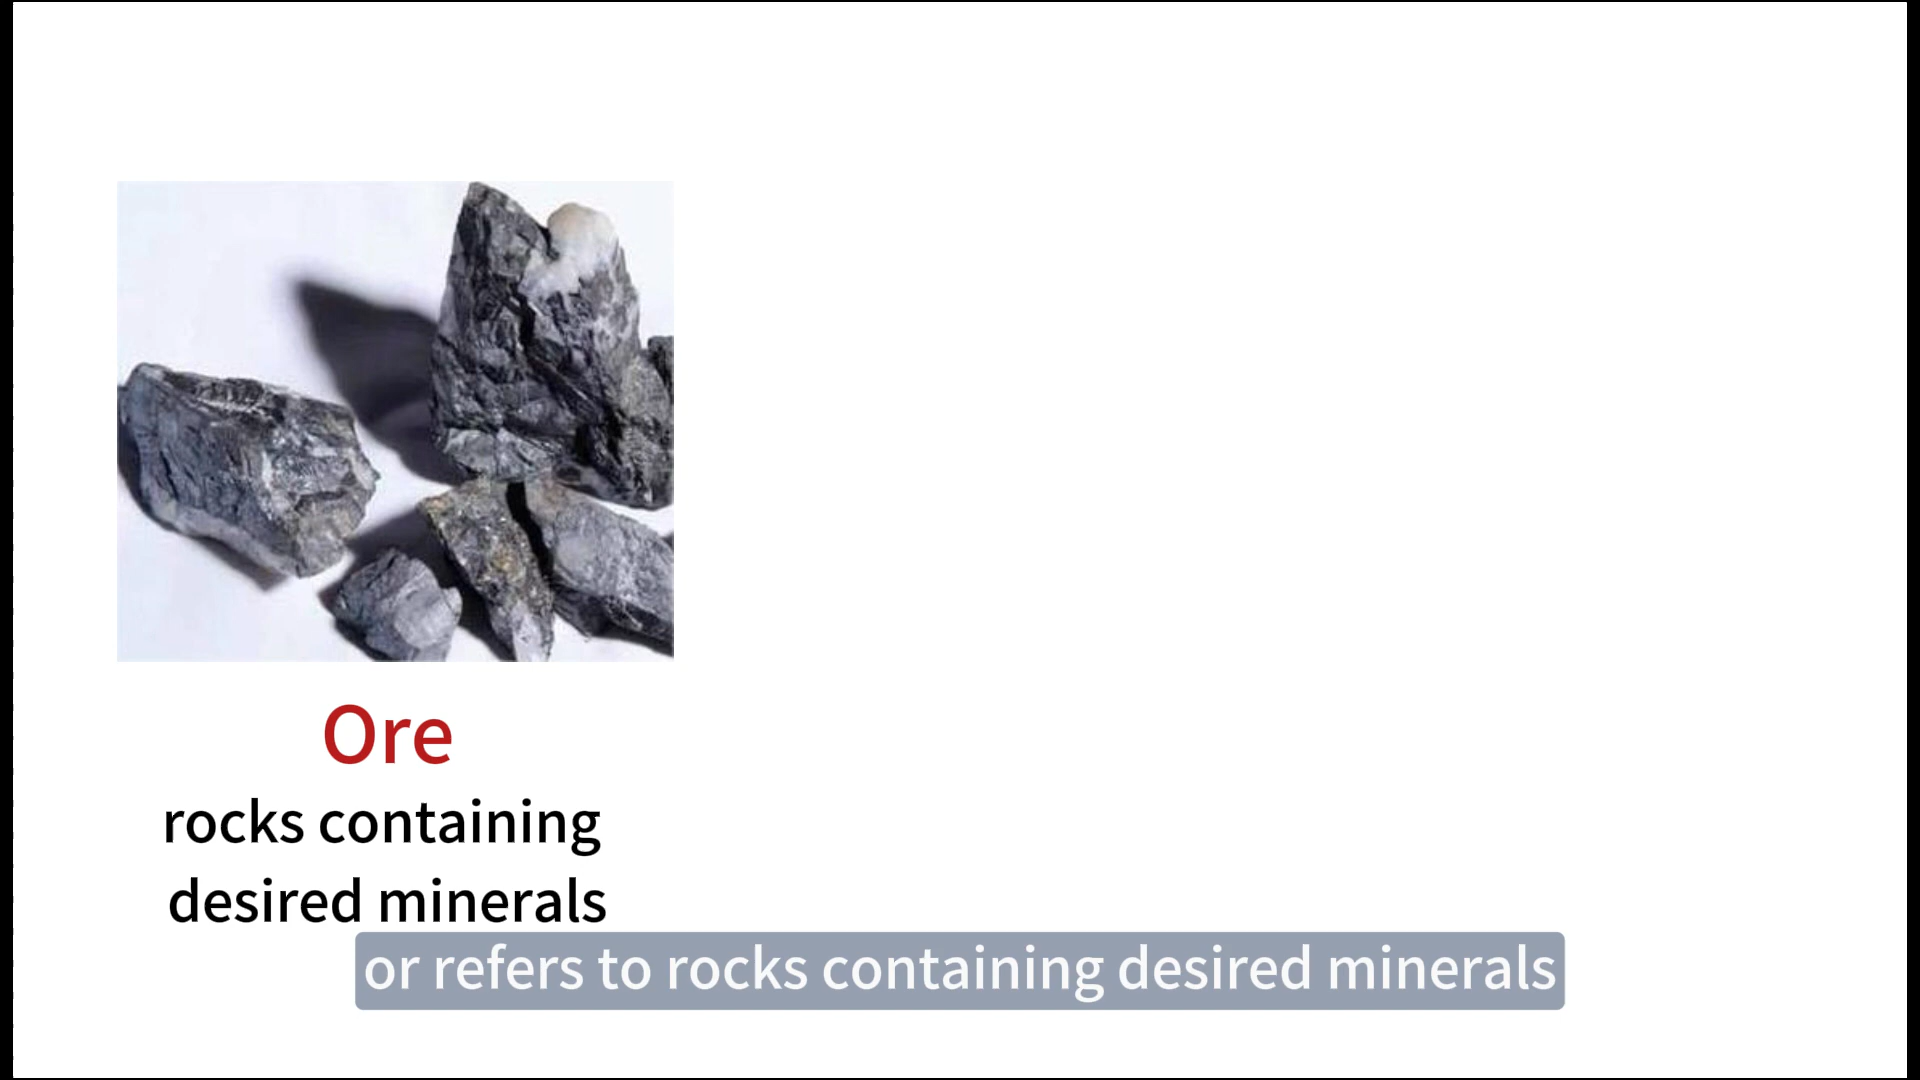 Ore
rocks containing
desired minerals
or refers to rocks containing desired minerals